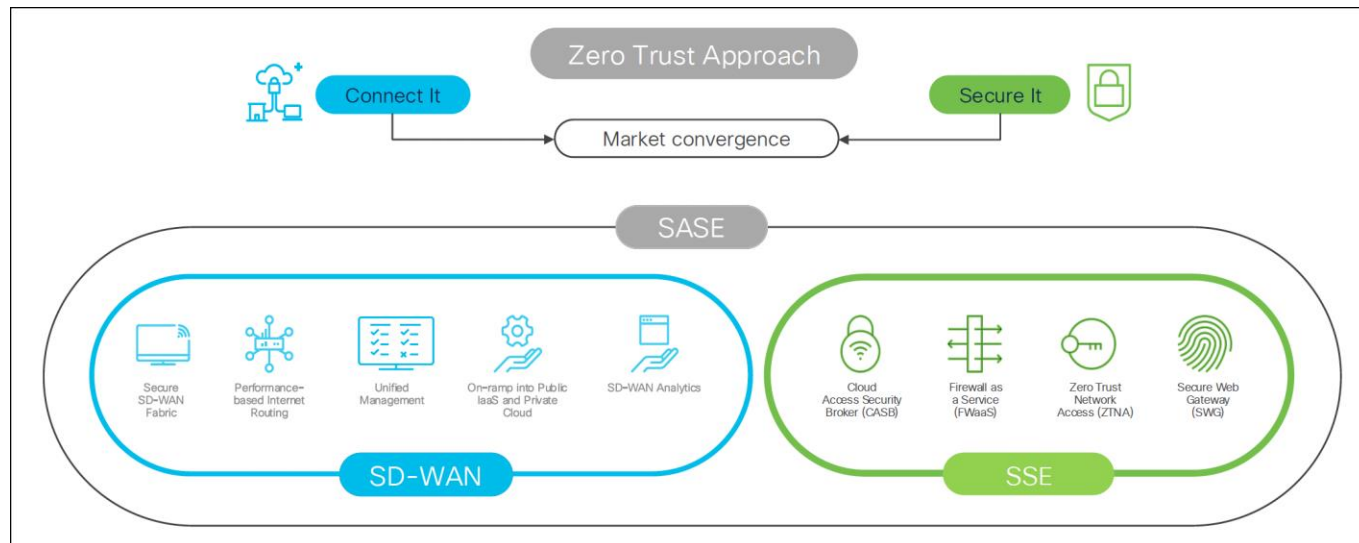 Zero Trust Approach
Connect It
Secure It
Market convergence
SASE
Secure
SD-WAN
Fabric
Performance-
based Internet
Routing
Unified
Management
On-ramp into Public
IaaS and Private
Cloud
SD-WAN Analytics
Cloud
Access Security
Broker (CASB)
Firewall as
a Service
(FWaaS)
Zero Trust
Network
Access (ZTNA)
Secure Web
Gateway
(SWG)
SD-WAN
SSE